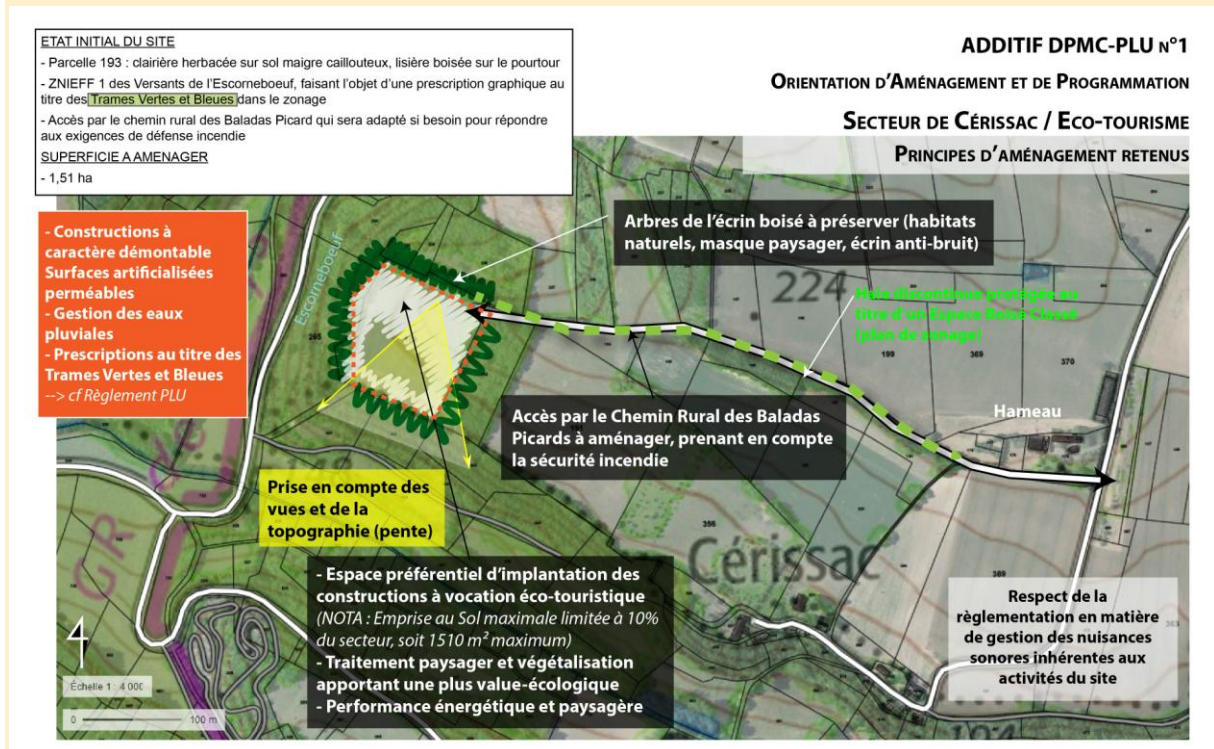 ETAT INITIAL DU SITE
- Parcelle 193 : clairière herbacée sur sol maigre caillouteux, lisière boisée sur le pourtour
- ZNIEFF 1 des Versants de l'Escorneboeuf, faisant l'objet d'une prescription graphique au
titre des Trames Vertes et Bleues dans le zonage
- Accès par le chemin rural des Baladas Picard qui sera adapté si besoin pour répondre
aux exigences de défense incendie
SUPERFICIE A AMENAGER
- 1,51 ha
ADDITIF DPMC-PLU N°1
ORIENTATION D'AMÉNAGEMENT ET DE PROGRAMMATION
SECTEUR DE CÉRISSAC / ECO-TOURISME
PRINCIPES D'AMÉNAGEMENT RETENUS
- Constructions à
caractère démontable
Surfaces artificialisées
perméables
- Gestion des eaux
pluviales
- Prescriptions au titre des
Trames Vertes et Bleues
--> cf Règlement PLU
Escorneboeuf
Arbres de l'écrin boisé à préserver (habitats
naturels, masque paysager, écrin anti-bruit)
224
Haie discontinue protégée au
titre d'un Espace Boisé Classé
(plan de zonage)
199
369
370
265
Accès par le Chemin Rural des Baladas
Picards à aménager, prenant en compte
la sécurité incendie
Hameau
Prise en compte des
vues et de la
topographie (pente)
GR
356
Cérissac
- Espace préférentiel d'implantation des
constructions à vocation éco-touristique
(NOTA : Emprise au Sol maximale limitée à 10%
du secteur, soit 1510 m² maximum)
- Traitement paysager et végétalisation
apportant une plus value-écologique
- Performance énergétique et paysagère
389
Respect de la
règlementation en matière
de gestion des nuisances
sonores inhérentes aux
activités du site
363
4
Échelle 1 : 4 000
0
100 m
194